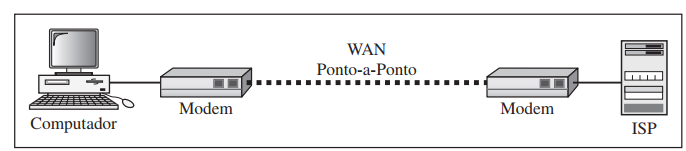 WAN
Ponto-a-Ponto
Computador
Modem
Modem
ISP